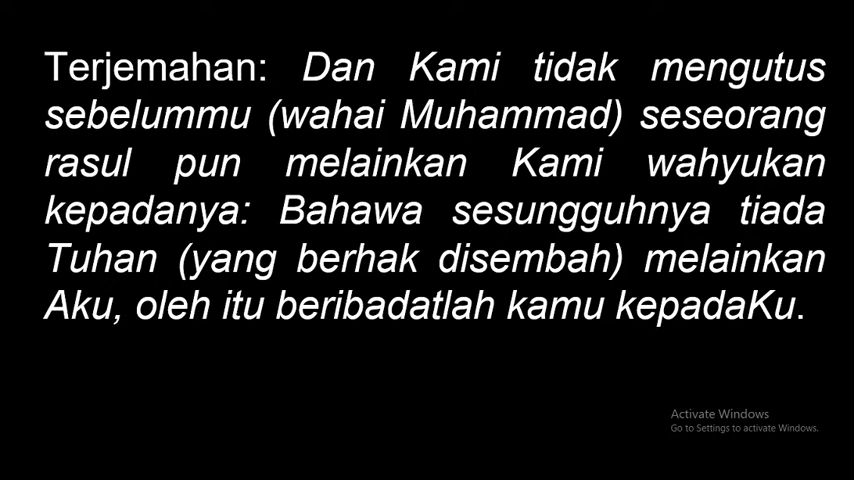 Terjemahan: Dan Kami tidak mengutus
sebelummu (wahai Muhammad) seseorang
rasul pun melainkan Kami wahyukan
kepadanya: Bahawa sesungguhnya tiada
Tuhan (yang berhak disembah) melainkan
Aku, oleh itu beribadatlah kamu kepadaKu.
Activate Windows
Go to Settings to activate Windows.